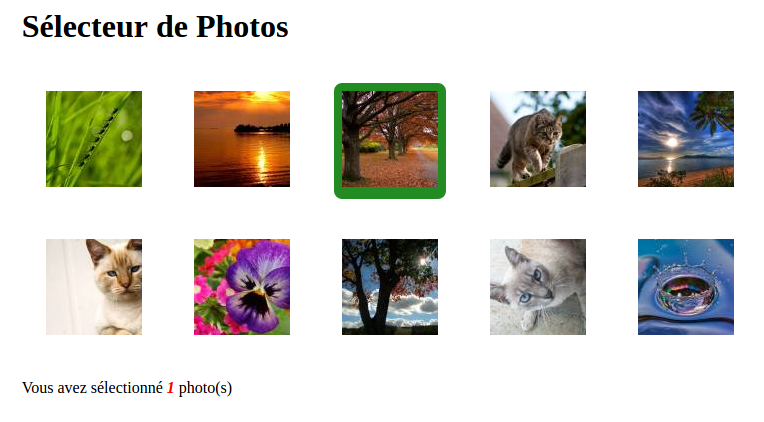 Sélecteur de Photos
Vous avez sélectionné 1 photo(s)